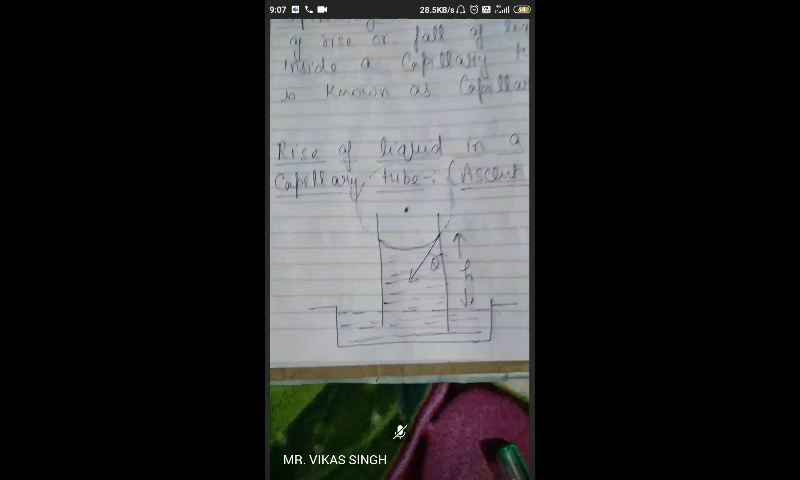 9:07
28.5KB/s
of rise or fall of
inside a Capillary
is known as
Rise of liquid in a
Capillary tube-: (Ascent
θ
h
MR. VIKAS SINGH